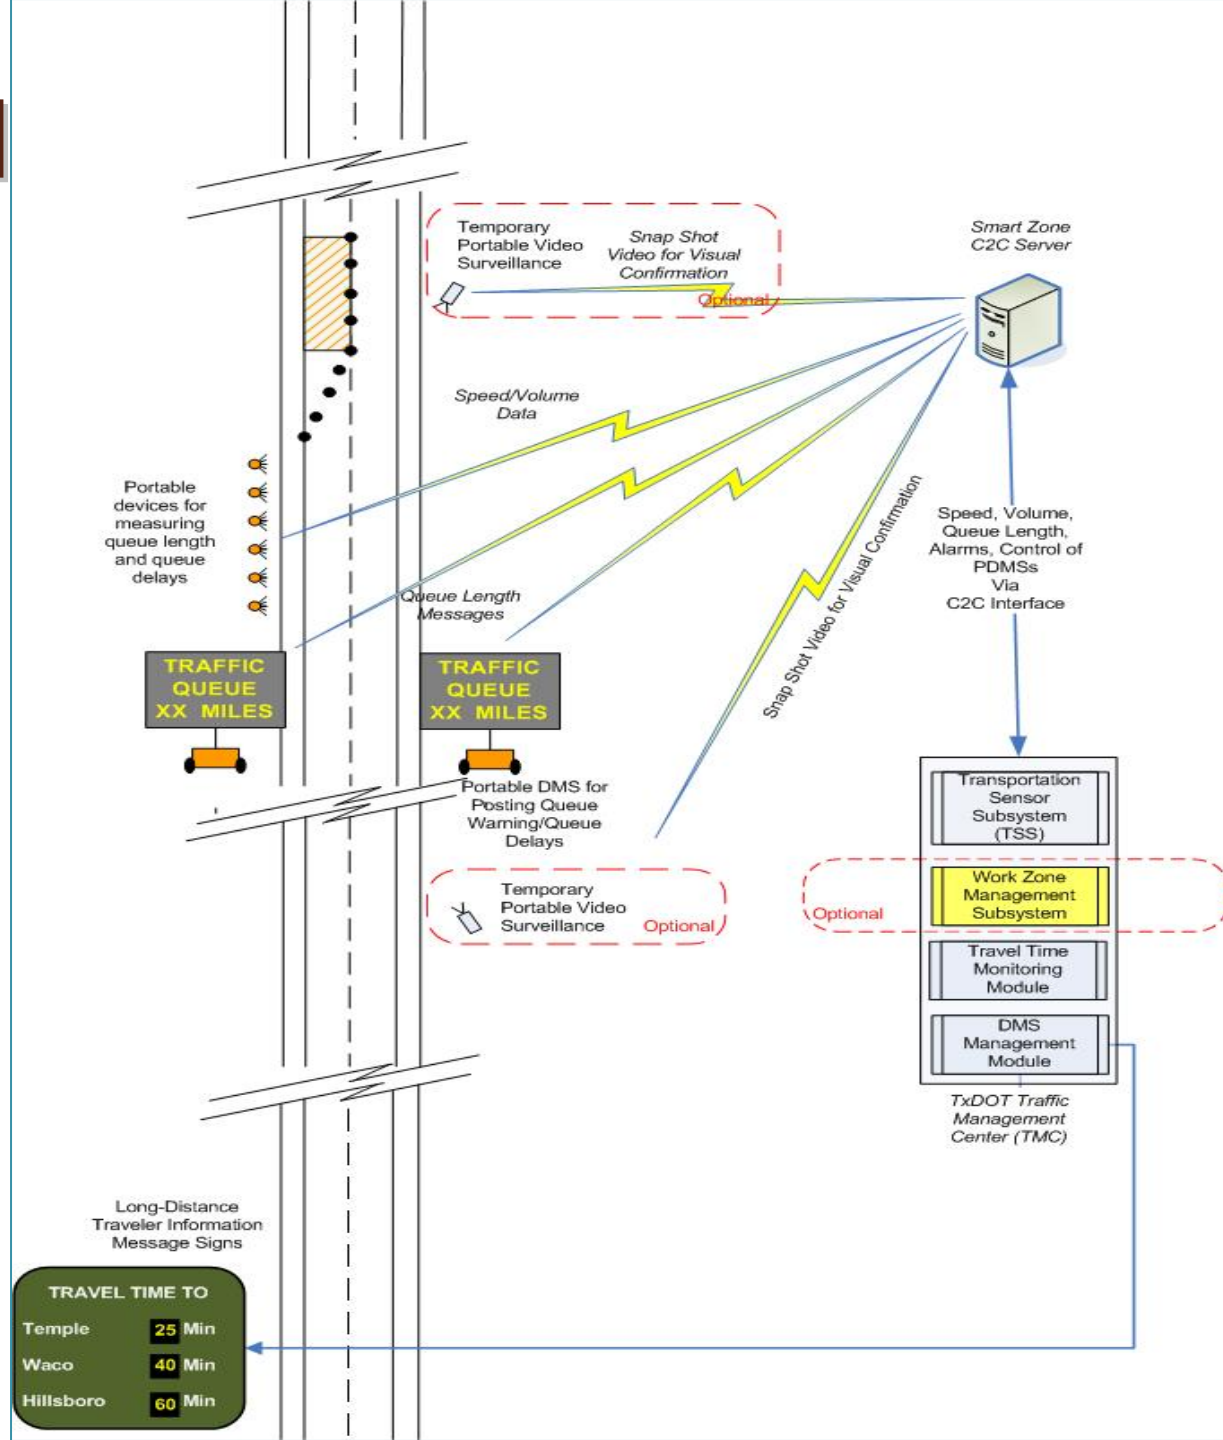 Temporary
Portable Video
Surveillance
Snap Shot
Video for Visual
Confirmation
Optional
Smart Zone
C2C Server
Speed/Volume
Data
Portable
devices for
measuring
queue length
and queue
delays
Queue Length
Messages
Snap Shot Video for Visual Confirmation
Speed, Volume,
Queue Length,
Alarms, Control of
PDMSs
Via
C2C Interface
TRAFFIC
QUEUE
XX MILES
TRAFFIC
QUEUE
XX MILES
Portable DMS for
Posting Queue
Warning/Queue
Delays
Temporary
Portable Video
Surveillance
Optional
Transportation
Sensor
Subsystem
(TSS)
Optional
Work Zone
Management
Subsystem
Travel Time
Monitoring
Module
DMS
Management
Module
TxDOT Traffic
Management
Center (TMC)
Long-Distance
Traveler Information
Message Signs
TRAVEL TIME TO
Temple 25 Min
Waco 40 Min
Hillsboro 60 Min